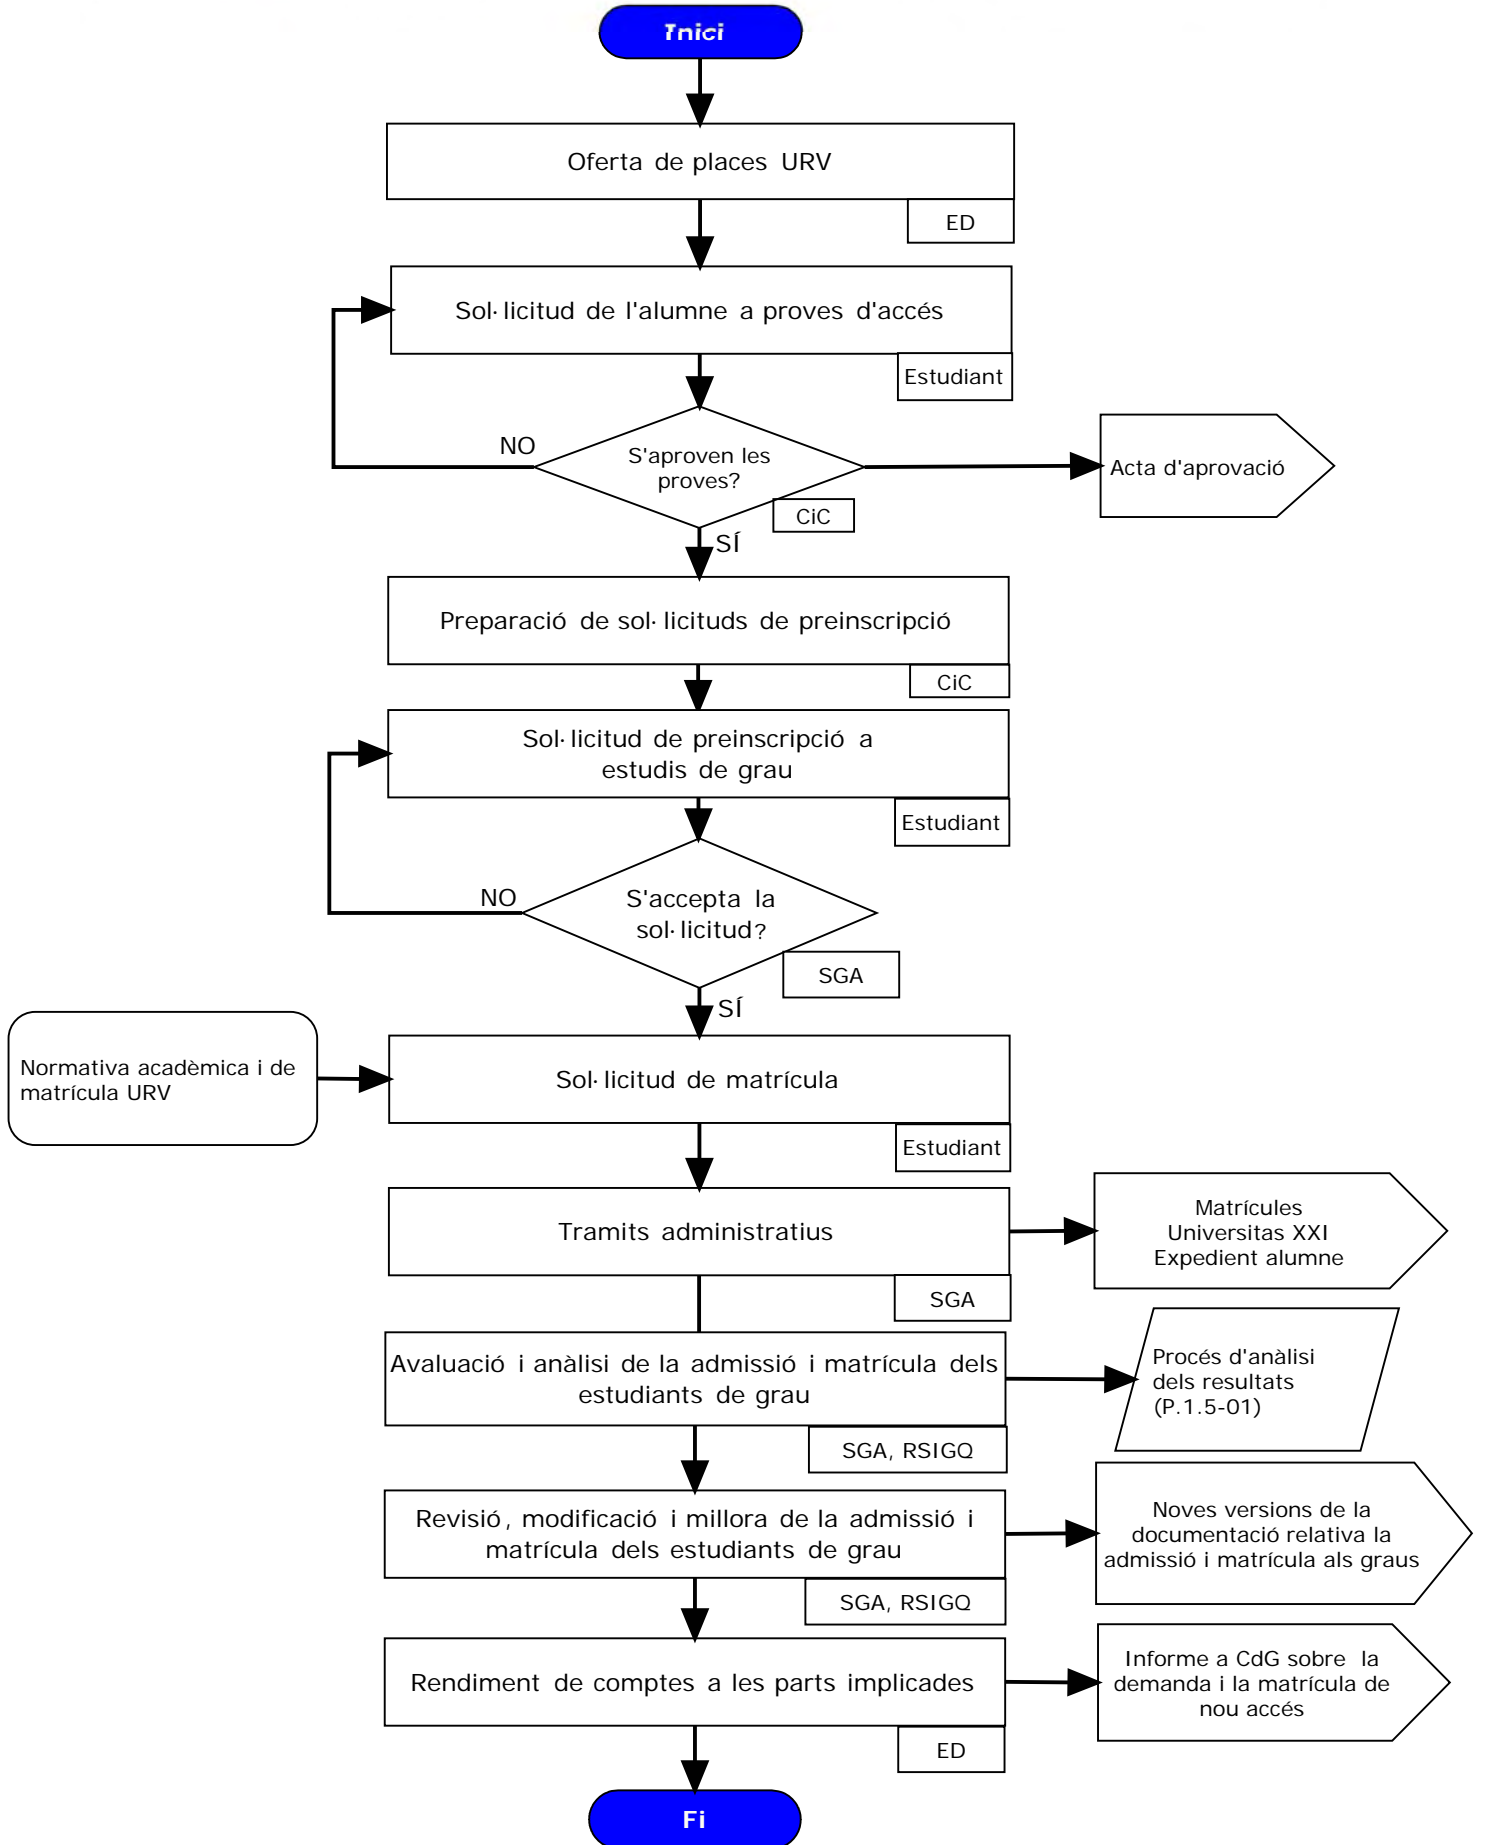 Inici
Oferta de places URV
ED
Sol·licitud de l'alumne a proves d'accés
Estudiant
NO
S'aproven les
proves?
CiC
Acta d'aprovació
SÍ
Preparació de sol·licituds de preinscripció
CiC
Sol·licitud de preinscripció a
estudis de grau
Estudiant
NO
S'accepta la
sol·licitud?
SGA
SÍ
Normativa acadèmica i de
matrícula URV
Sol·licitud de matrícula
Estudiant
Tramits administratius
SGA
Matrícules
Universitas XXI
Expedient alumne
Avaluació i anàlisi de la admissió i matrícula dels
estudiants de grau
SGA, RSIGQ
Procés d'anàlisi
dels resultats
(P.1.5-01)
Revisió, modificació i millora de la admissió i
matrícula dels estudiants de grau
SGA, RSIGQ
Noves versions de la
documentació relativa la
admissió i matrícula als graus
Rendiment de comptes a les parts implicades
ED
Informe a CdG sobre la
demanda i la matrícula de
nou accés
Fi